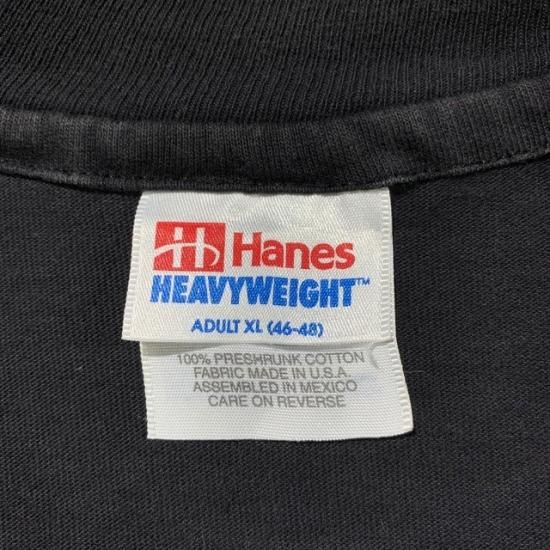 Hanes
HEAVYWEIGHT™
ADULT XL (46-48)
100% PRESHRUNK COTTON
FABRIC MADE IN U.S.A.
ASSEMBLED IN MEXICO
CARE ON REVERSE